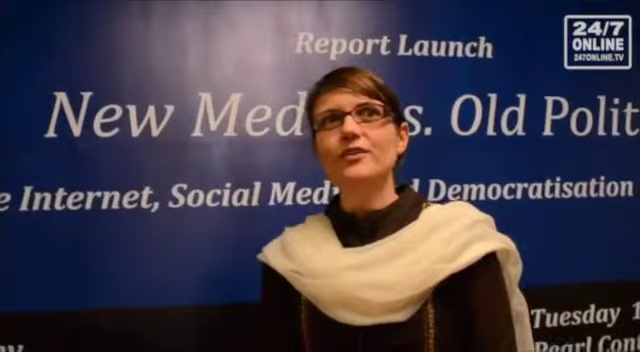 24/7
ONLINE
247ONLINE.TV
Report Launch
New Med s. Old Polit
e Internet, Social Med d Democratisation
Tuesday 1
Pearl Con